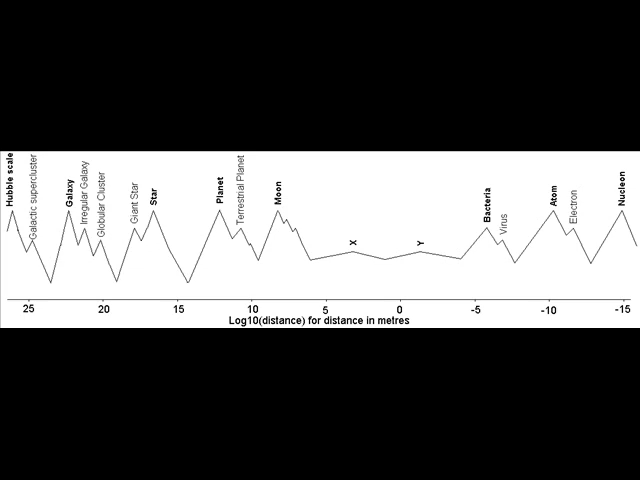 Hubble scale
Galactic supercluster
Galaxy
Irregular Galaxy
Globular Cluster
Giant Star
Star
Planet
Terrestrial Planet
Moon
X
Y
Bacteria
Virus
Atom
Electron
Nucleon
25 20 15 10 5 0 -5 -10 -15
Log10(distance) for distance in metres